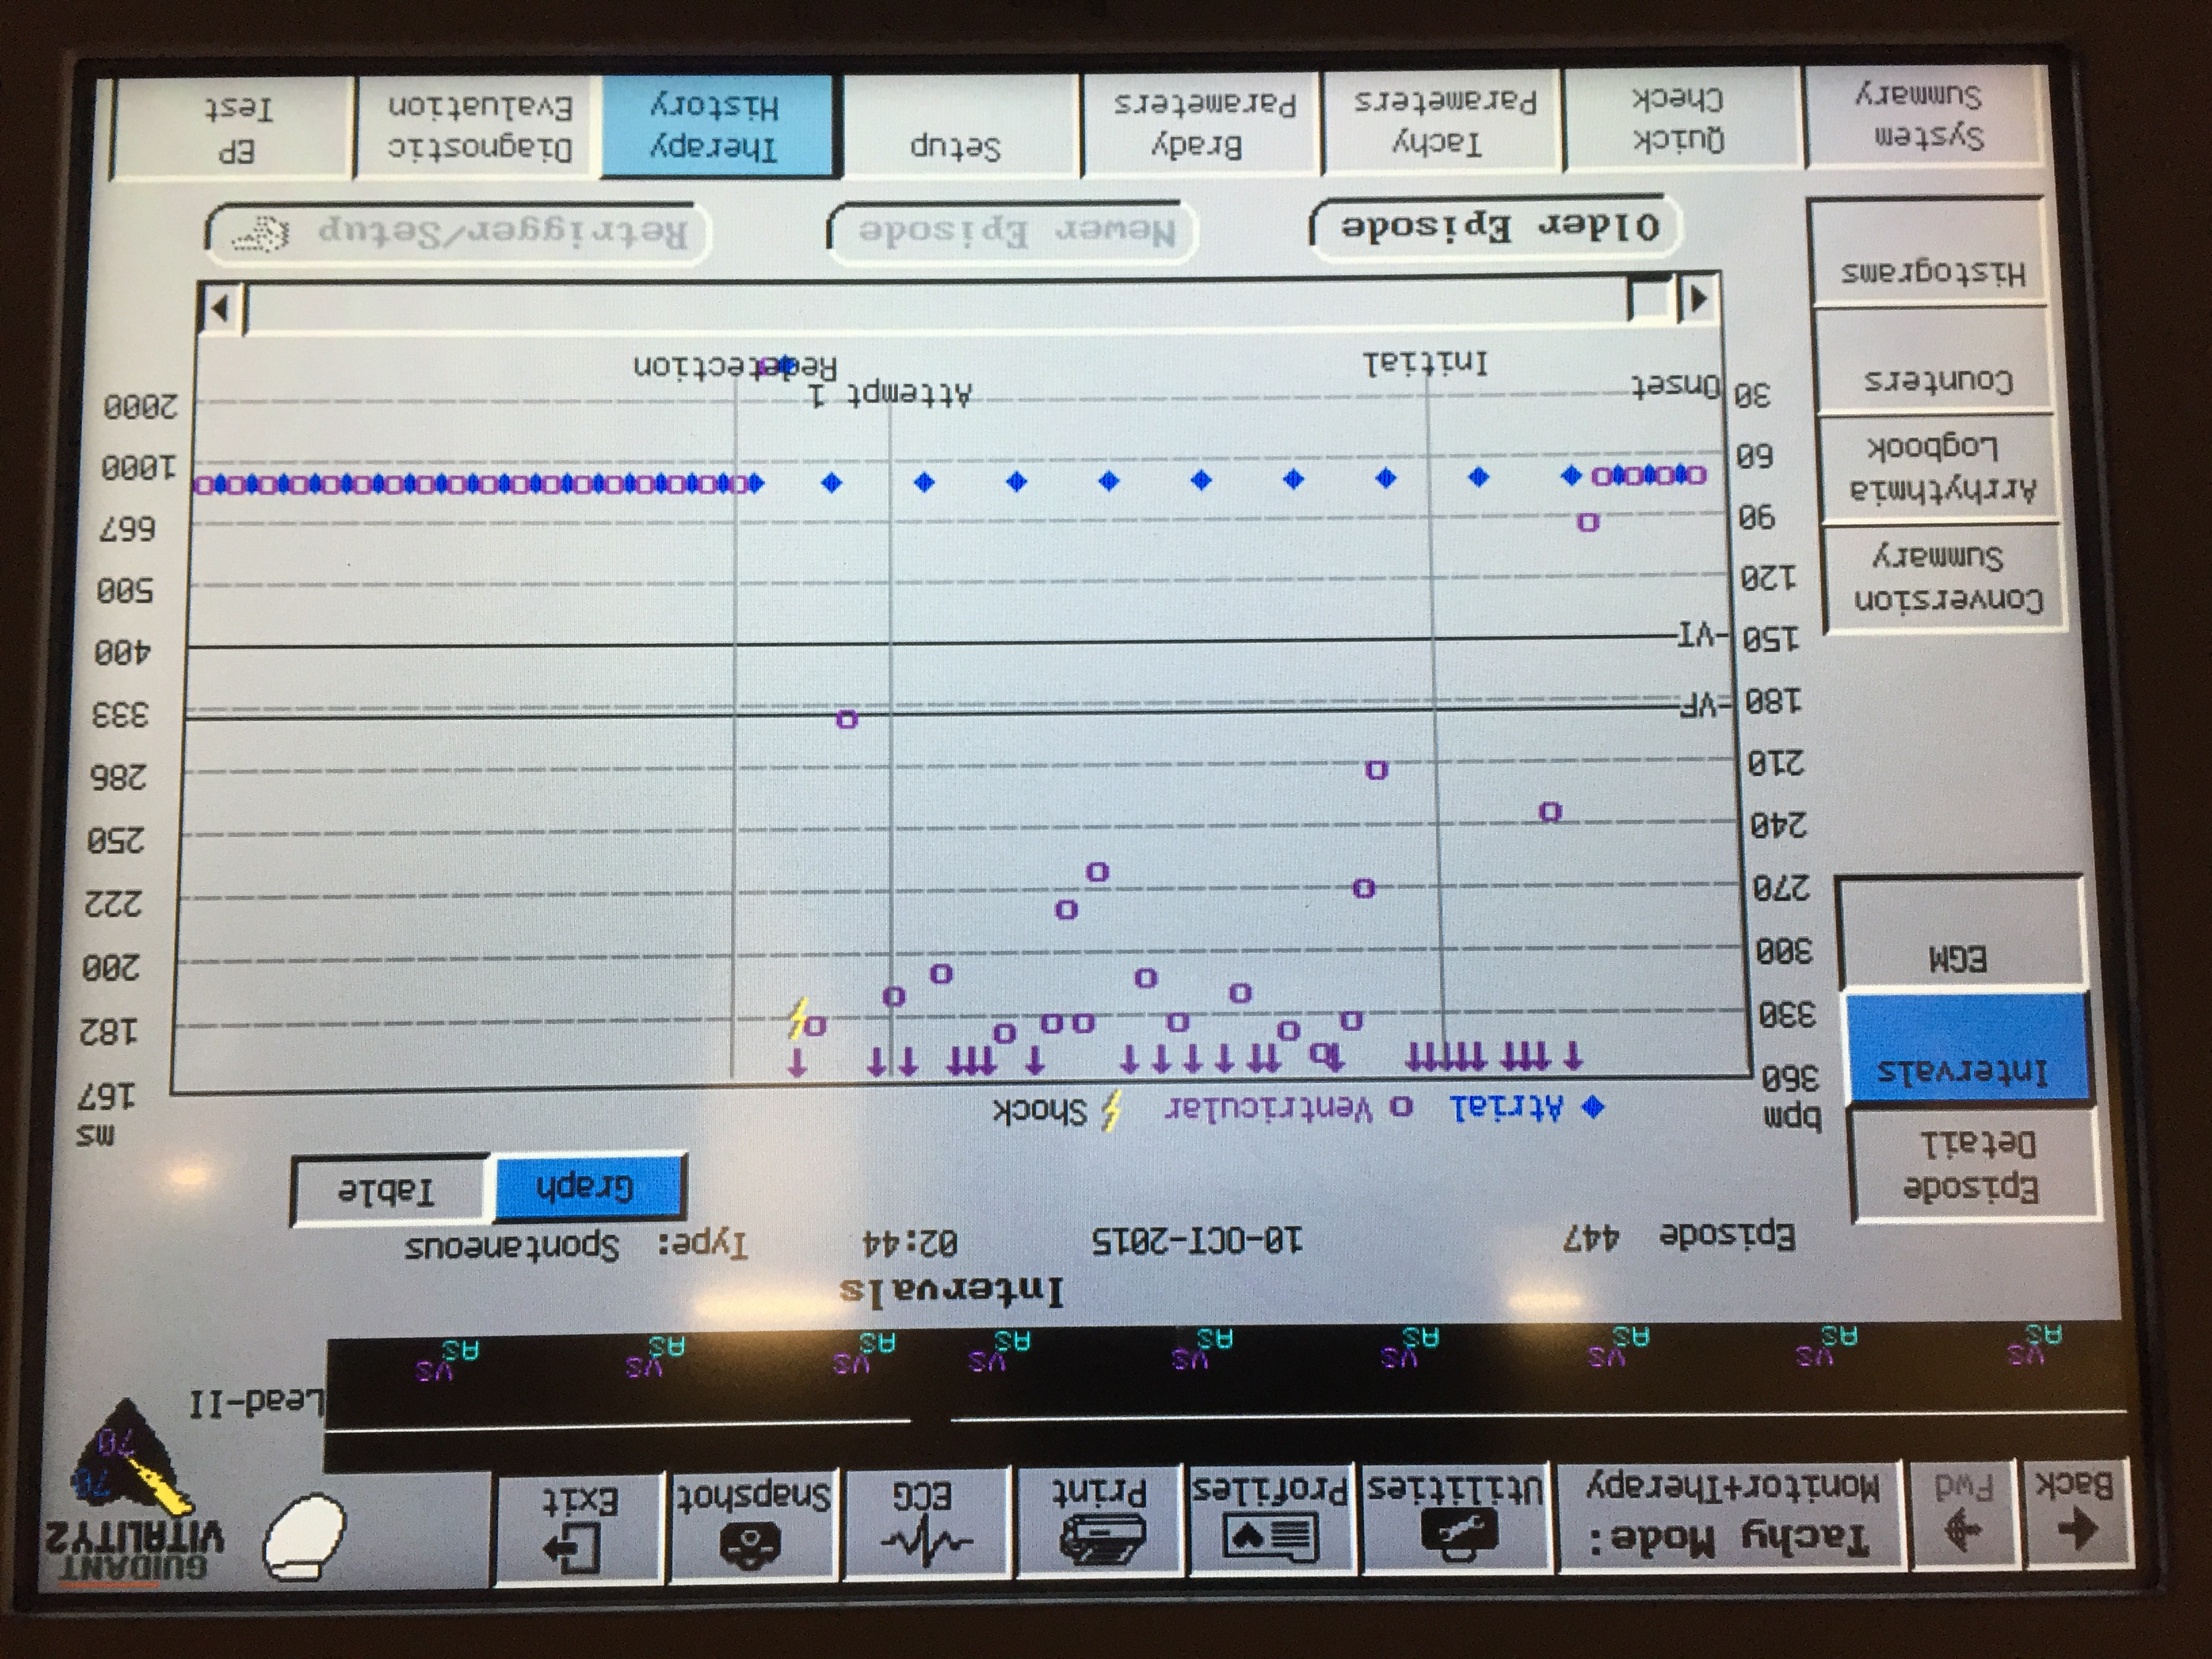 Back
Fwd
Tachy Mode:
Monitor+Therapy
Utilities
Profiles
Print
ECG
Snapshot
Exit
GUIDANT
VITALITY2
70
70
Lead-II
VS VS VS VS VS VS VS VS VS
AS AS AS AS AS AS AS AS AS
Intervals
Episode 447 10-OCT-2015 02:44 Type: Spontaneous
Graph Table
Episode
Detail
Intervals
EGM
Conversion
Summary
Arrhythmia
Logbook
Counters
Histograms
bpm
Atrial Ventricular Shock
ms
360 167
330 182
300 200
270 222
240 250
210 286
180 VF 333
150 VT 400
120 500
90 667
60 1000
30 Onset Attempt 1 2000
Initial Redetection
Older Episode Newer Episode Retrigger/Setup
System
Summary
Quick
Check
Tachy
Parameters
Brady
Parameters
Setup
Therapy
History
Diagnostic
Evaluation
EP
Test